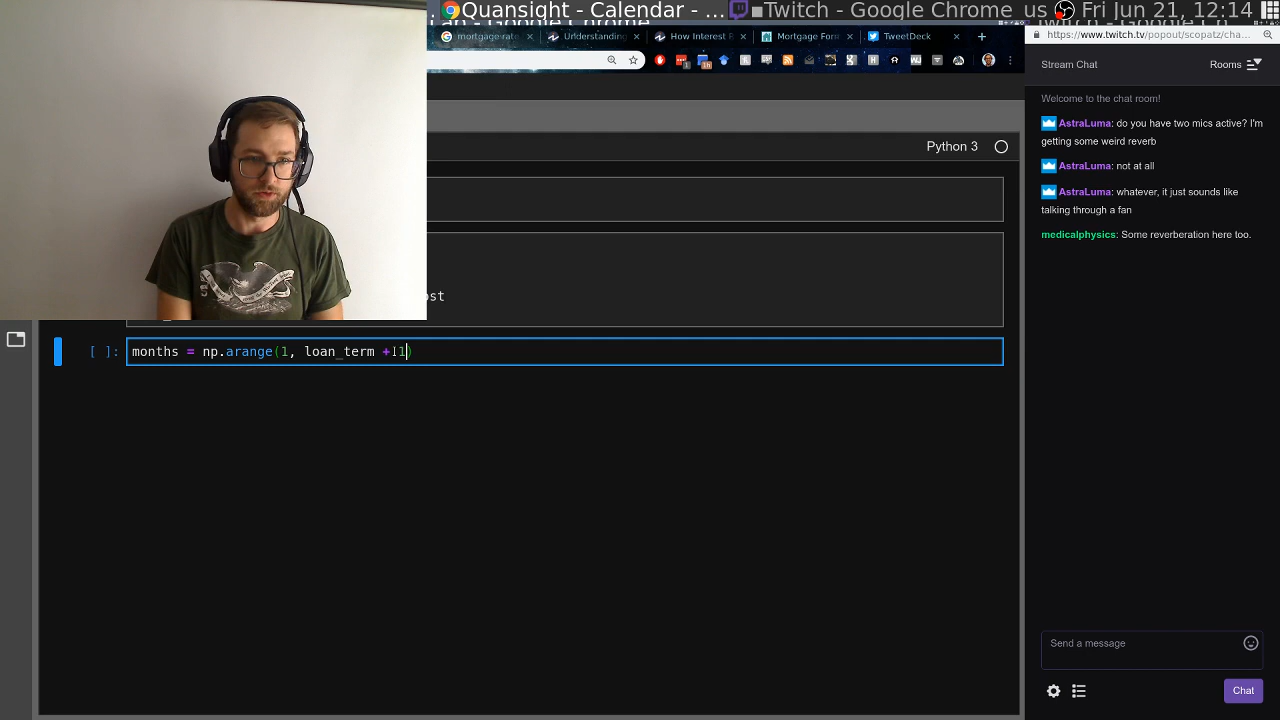 Quansight - Calendar - ...
Twitch - Google Chrome
us
Fri Jun 21, 12:14
mortgage rate
Understanding
How Interest
Mortgage Form
TweetDeck
https://www.twitch.tv/popout/scopatz/cha...
Stream Chat
Rooms
Welcome to the chat room!
AstraLuma: do you have two mics active? I'm
getting some weird reverb
AstraLuma: not at all
AstraLuma: whatever, it just sounds like
talking through a fan
medicalphysics: Some reverberation here too.
Python 3
ost
[ ]: months = np.arange(1, loan_term + 1)
Send a message
Chat